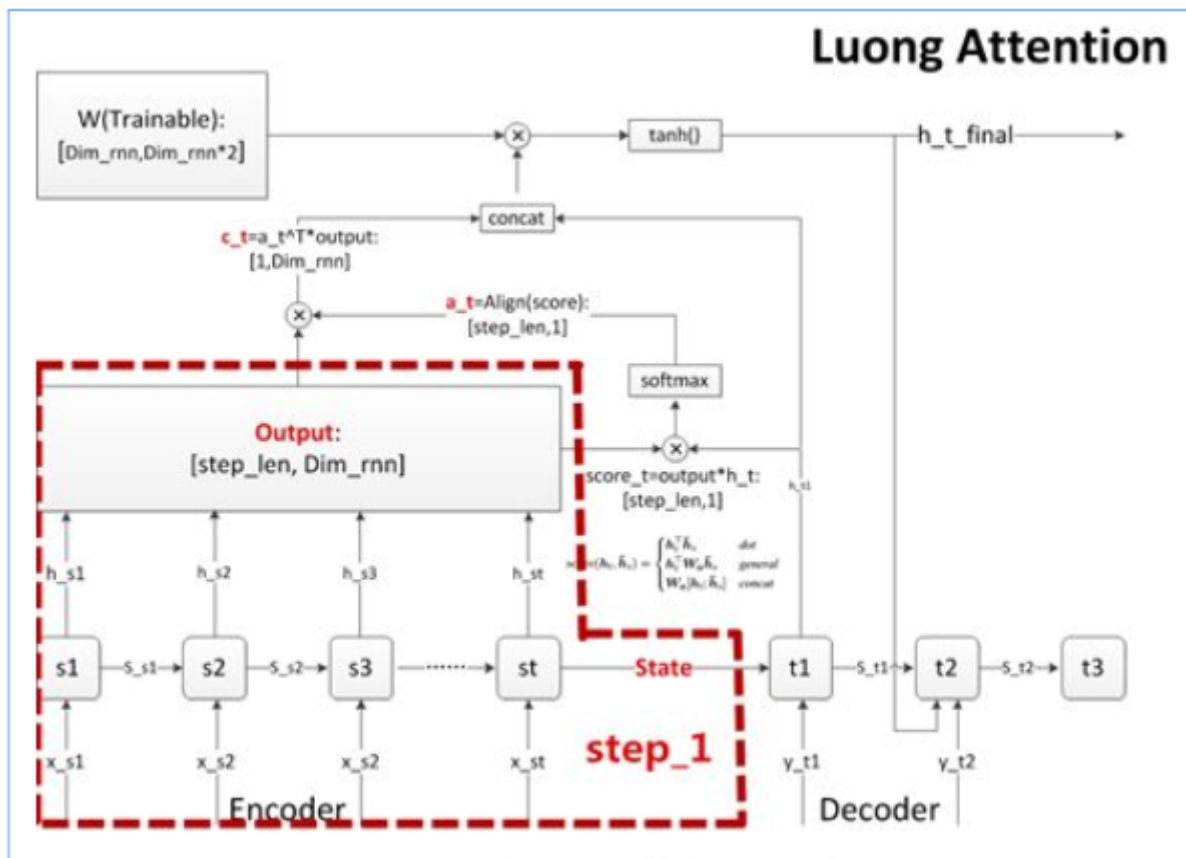 Luong Attention
W(Trainable):
[Dim_rnn,Dim_rnn*2]
tanh()
h_t_final
concat
c_t=a_t^T*output:
[1,Dim_rnn]
a_t=Align(score):
[step_len,1]
softmax
Output:
[step_len, Dim_rnn]
score_t=output*h_t:
[step_len,1]
h_t1
dot
general
concat
h_s1 h_s2 h_s3 h_st
s1 S_s1 s2 S_s2 s3 ...... st State t1 S_t1 t2 S_t2 t3
step_1
x_s1 x_s2 x_s2 x_st y_t1 y_t2
Encoder Decoder